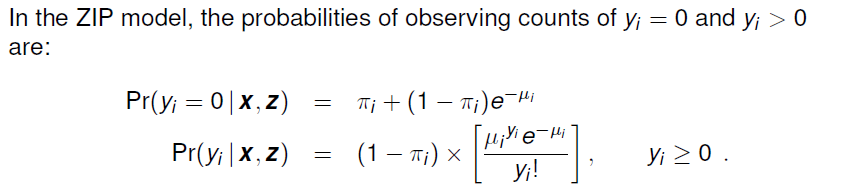 In the ZIP model, the probabilities of observing counts of yᵢ = 0 and yᵢ > 0
are:
Pr(yᵢ = 0 | x, z) = πᵢ + (1 − πᵢ)e^{−μᵢ}
Pr(yᵢ | x, z) = (1 − πᵢ) × [μᵢ^{yᵢ} e^{−μᵢ} / yᵢ!], yᵢ ≥ 0 .